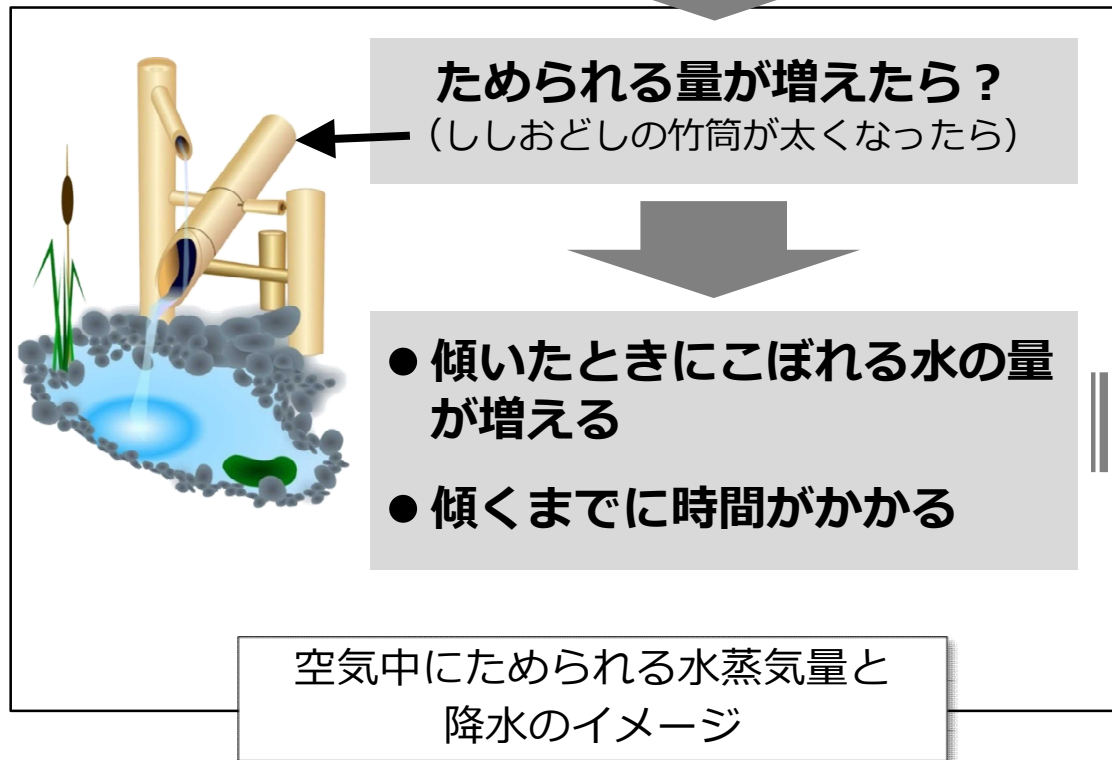 ためられる量が増えたら？
（ししおどしの竹筒が太くなったら）
● 傾いたときにこぼれる水の量
が増える
● 傾くまでに時間がかかる
空気中にためられる水蒸気量と
降水のイメージ